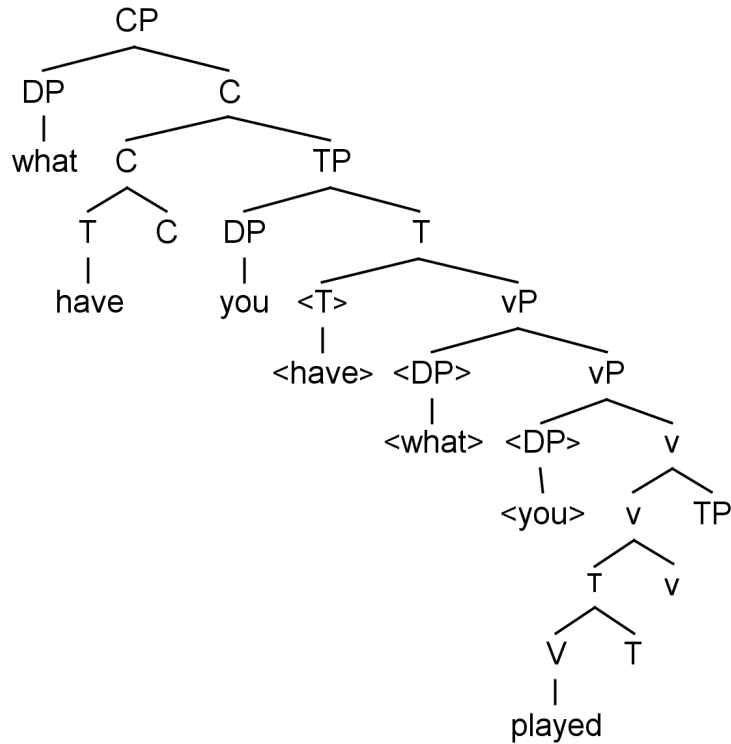 CP
DP C
what C TP
T C DP T
have you <T> vP
<have> <DP> vP
<what> <DP> v
<you> v TP
T v
V T
played